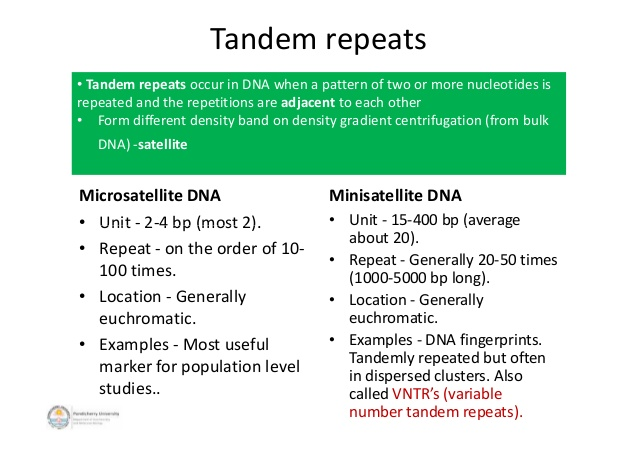 Tandem repeats
• Tandem repeats occur in DNA when a pattern of two or more nucleotides is
repeated and the repetitions are adjacent to each other
• Form different density band on density gradient centrifugation (from bulk
DNA) -satellite
Microsatellite DNA
• Unit - 2-4 bp (most 2).
• Repeat - on the order of 10-
100 times.
• Location - Generally
euchromatic.
• Examples - Most useful
marker for population level
studies..
Minisatellite DNA
• Unit - 15-400 bp (average
about 20).
• Repeat - Generally 20-50 times
(1000-5000 bp long).
• Location - Generally
euchromatic.
• Examples - DNA fingerprints.
Tandemly repeated but often
in dispersed clusters. Also
called VNTR's (variable
number tandem repeats).
Pondicherry University